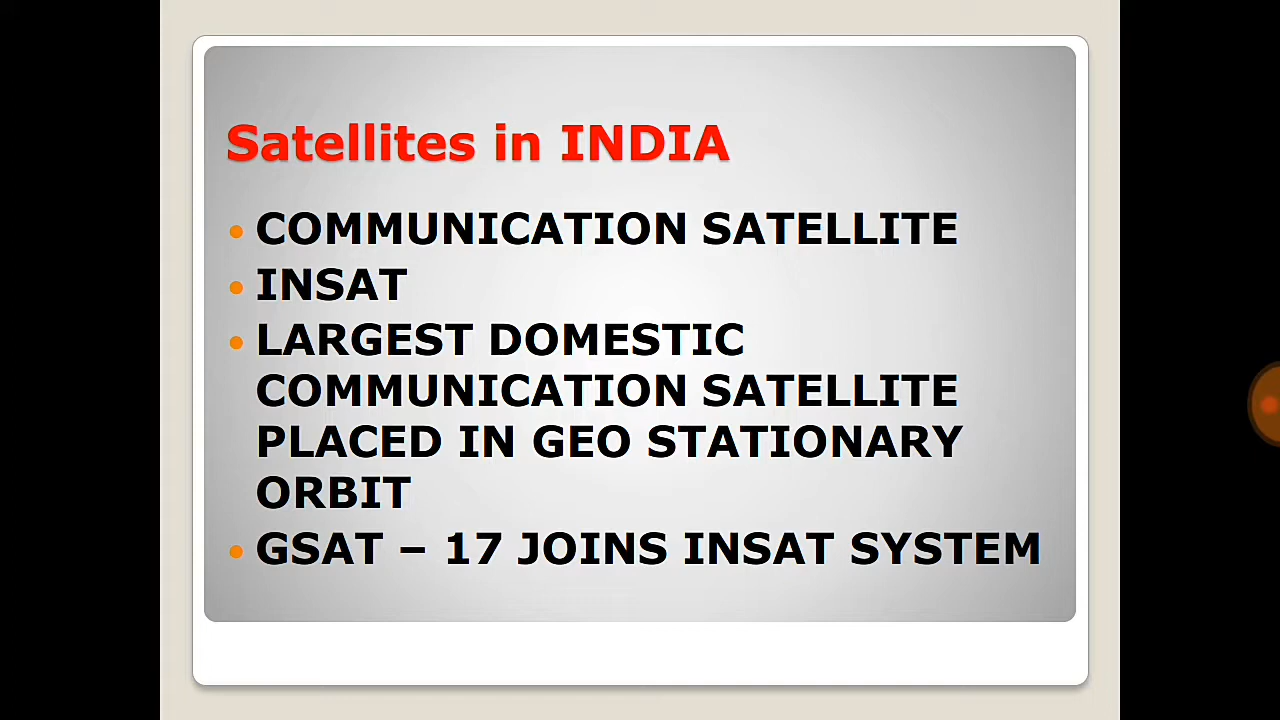 Satellites in INDIA
COMMUNICATION SATELLITE
INSAT
LARGEST DOMESTIC
COMMUNICATION SATELLITE
PLACED IN GEO STATIONARY
ORBIT
GSAT – 17 JOINS INSAT SYSTEM